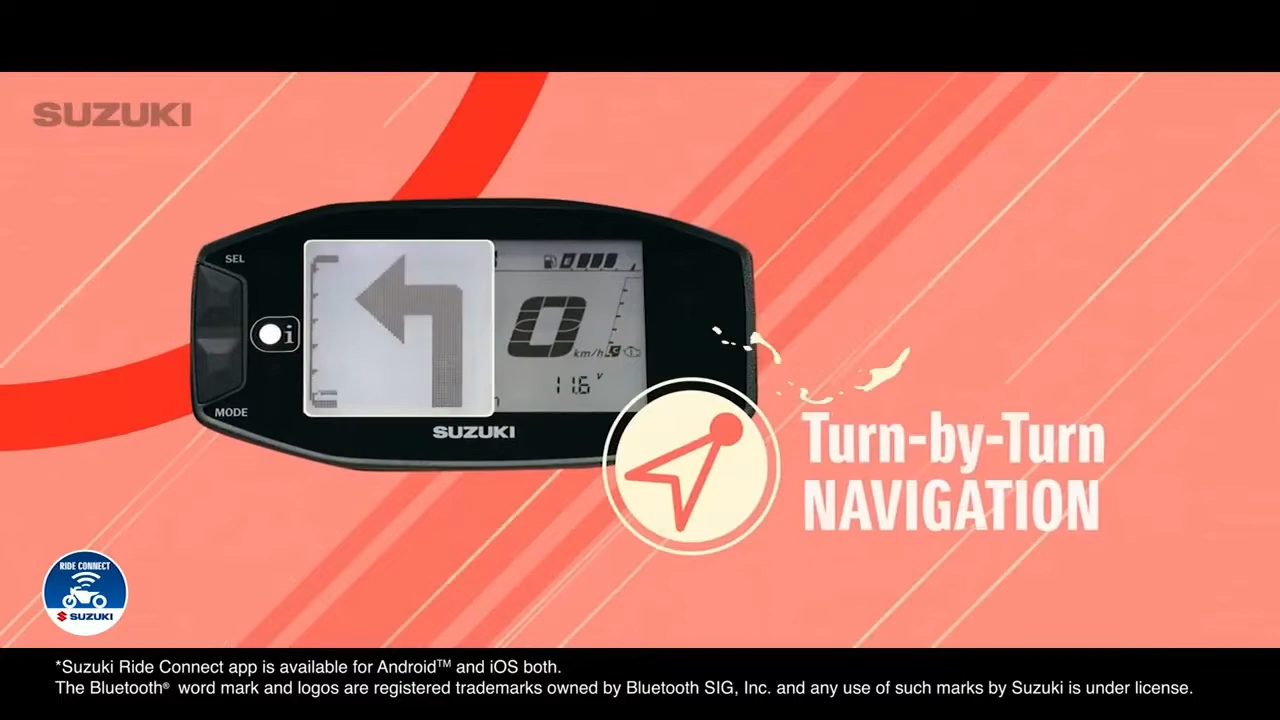 SUZUKI
SEL
i
0
km/h
11.6 V
MODE
SUZUKI
Turn-by-Turn
NAVIGATION
RIDE CONNECT
SUZUKI
*Suzuki Ride Connect app is available for Android™ and iOS both.
The Bluetooth® word mark and logos are registered trademarks owned by Bluetooth SIG, Inc. and any use of such marks by Suzuki is under license.